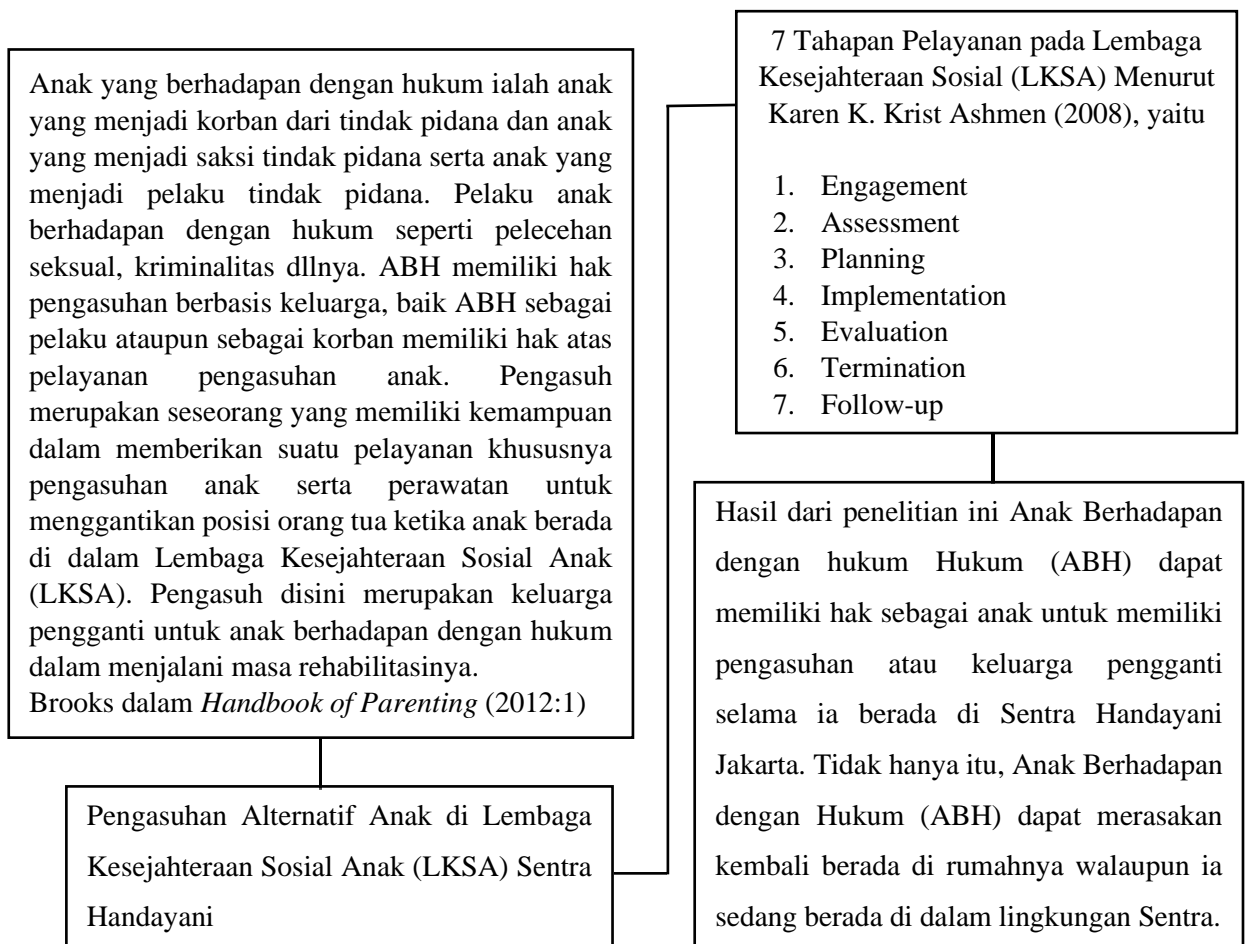 Anak yang berhadapan dengan hukum ialah anak
yang menjadi korban dari tindak pidana dan anak
yang menjadi saksi tindak pidana serta anak yang
menjadi pelaku tindak pidana. Pelaku anak
berhadapan dengan hukum seperti pelecehan
seksual, kriminalitas dllnya. ABH memiliki hak
pengasuhan berbasis keluarga, baik ABH sebagai
pelaku ataupun sebagai korban memiliki hak atas
pelayanan pengasuhan anak. Pengasuh
merupakan seseorang yang memiliki kemampuan
dalam memberikan suatu pelayanan khususnya
pengasuhan anak serta perawatan untuk
menggantikan posisi orang tua ketika anak berada
di dalam Lembaga Kesejahteraan Sosial Anak
(LKSA). Pengasuh disini merupakan keluarga
pengganti untuk anak berhadapan dengan hukum
dalam menjalani masa rehabilitasinya.
Brooks dalam Handbook of Parenting (2012:1)
Pengasuhan Alternatif Anak di Lembaga
Kesejahteraan Sosial Anak (LKSA) Sentra
Handayani
7 Tahapan Pelayanan pada Lembaga
Kesejahteraan Sosial (LKSA) Menurut
Karen K. Krist Ashmen (2008), yaitu
1. Engagement
2. Assessment
3. Planning
4. Implementation
5. Evaluation
6. Termination
7. Follow-up
Hasil dari penelitian ini Anak Berhadapan
dengan hukum Hukum (ABH) dapat
memiliki hak sebagai anak untuk memiliki
pengasuhan atau keluarga pengganti
selama ia berada di Sentra Handayani
Jakarta. Tidak hanya itu, Anak Berhadapan
dengan Hukum (ABH) dapat merasakan
kembali berada di rumahnya walaupun ia
sedang berada di dalam lingkungan Sentra.